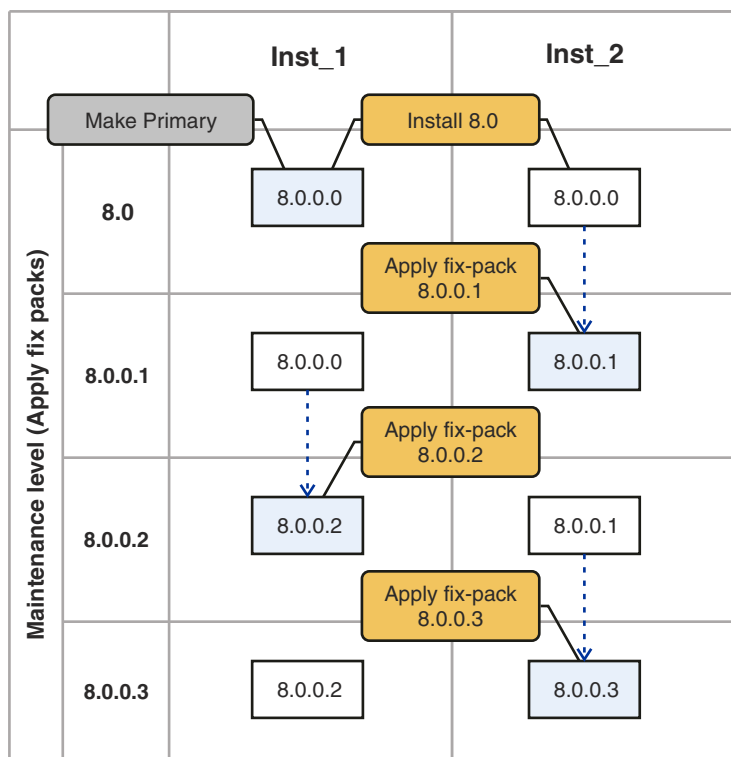 Inst_1
Inst_2
Make Primary
Install 8.0
Maintenance level (Apply fix packs)
8.0
8.0.0.0
8.0.0.0
Apply fix-pack
8.0.0.1
8.0.0.1
8.0.0.0
8.0.0.1
Apply fix-pack
8.0.0.2
8.0.0.2
8.0.0.2
8.0.0.1
Apply fix-pack
8.0.0.3
8.0.0.3
8.0.0.2
8.0.0.3